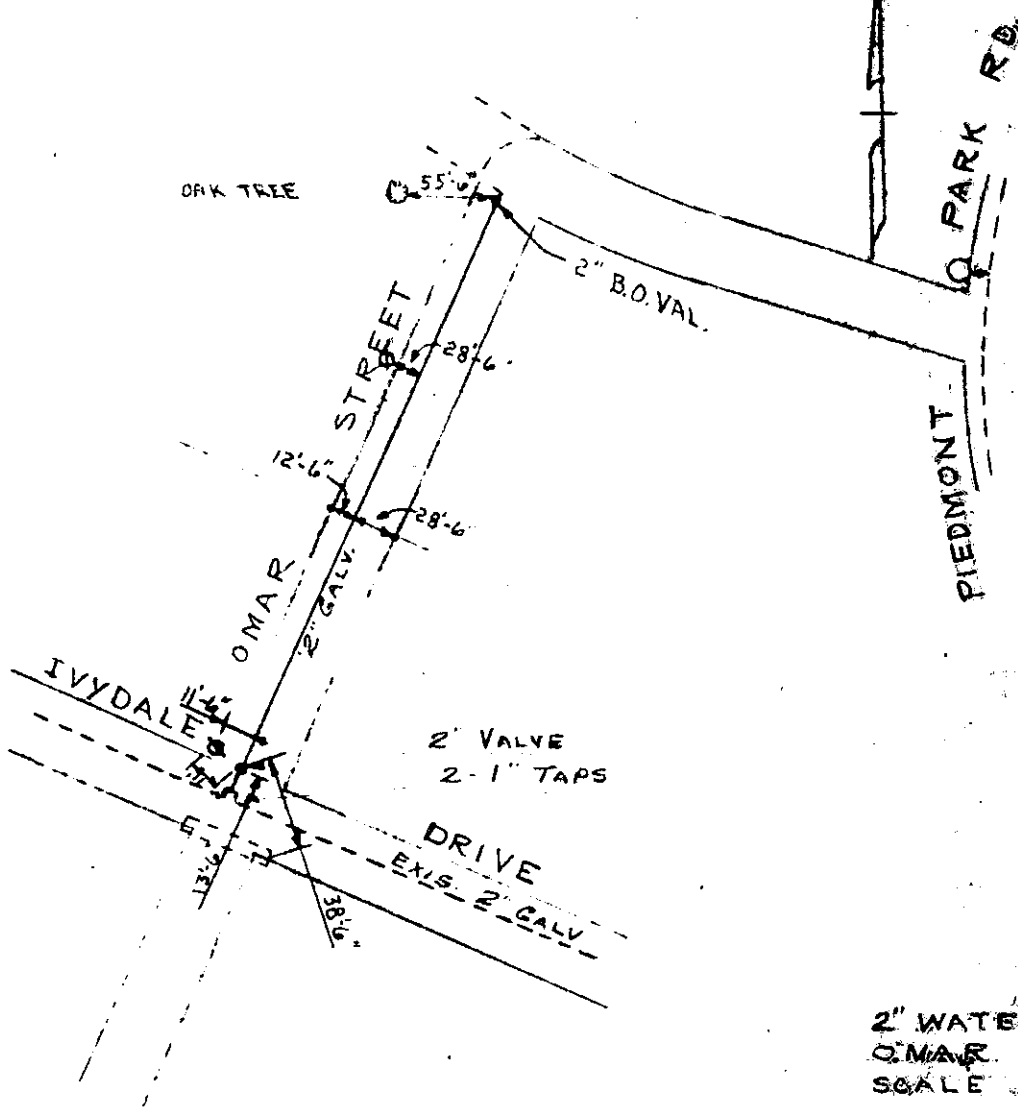 PARK RD.
OAK TREE
55'-6"
2" B.O. VAL.
28'-6"
STREET
12'-6"
28'-6"
PIEDMONT
2" GALV.
OMAR
IVYDALE
11'-6"
2" VALVE
2-1" TAPS
DRIVE
EXIS. 2" GALV
13'-6"
38'-6"
2" WATE
OMAR
SCALE